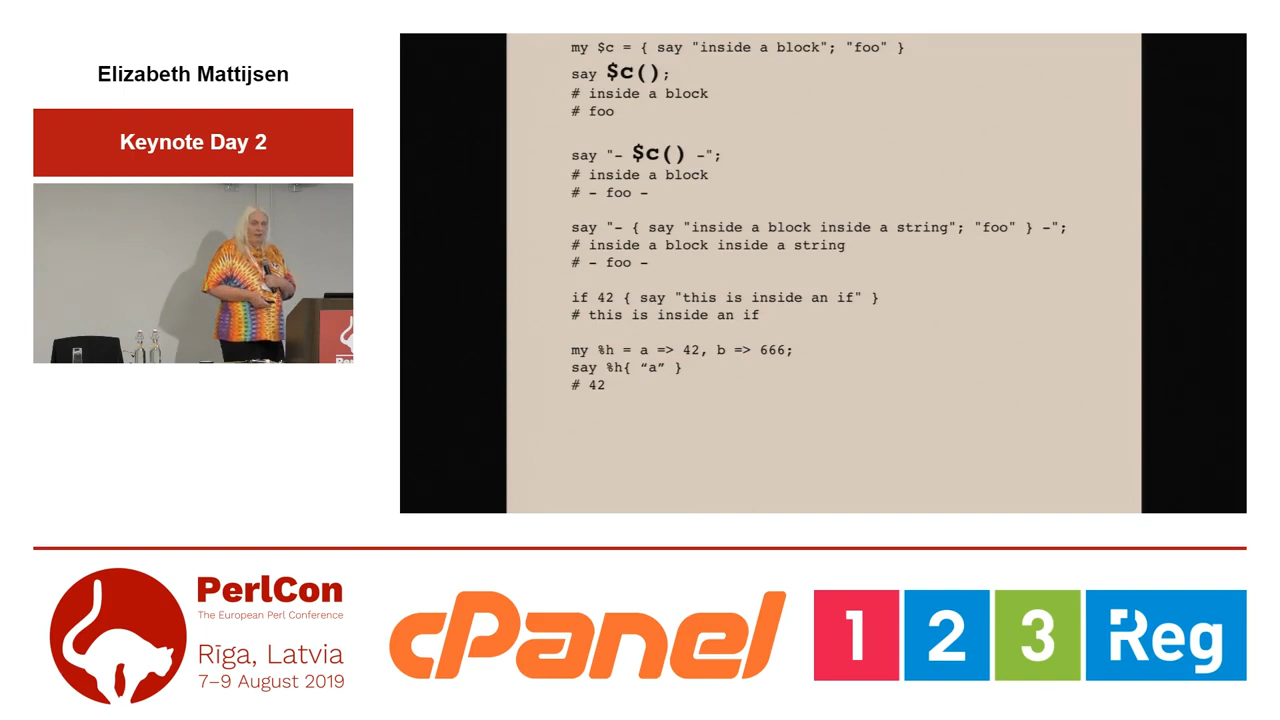 Elizabeth Mattijsen
Keynote Day 2
my $c = { say "inside a block"; "foo" }
say $c();
# inside a block
# foo
say "- $c() -";
# inside a block
# - foo -
say "- { say "inside a block inside a string"; "foo" } -";
# inside a block inside a string
# - foo -
if 42 { say "this is inside an if" }
# this is inside an if
my %h = a => 42, b => 666;
say %h{ “a” }
# 42
PerlCon
The European Perl Conference
Rīga, Latvia
7–9 August 2019
cPanel
1 2 3 Reg